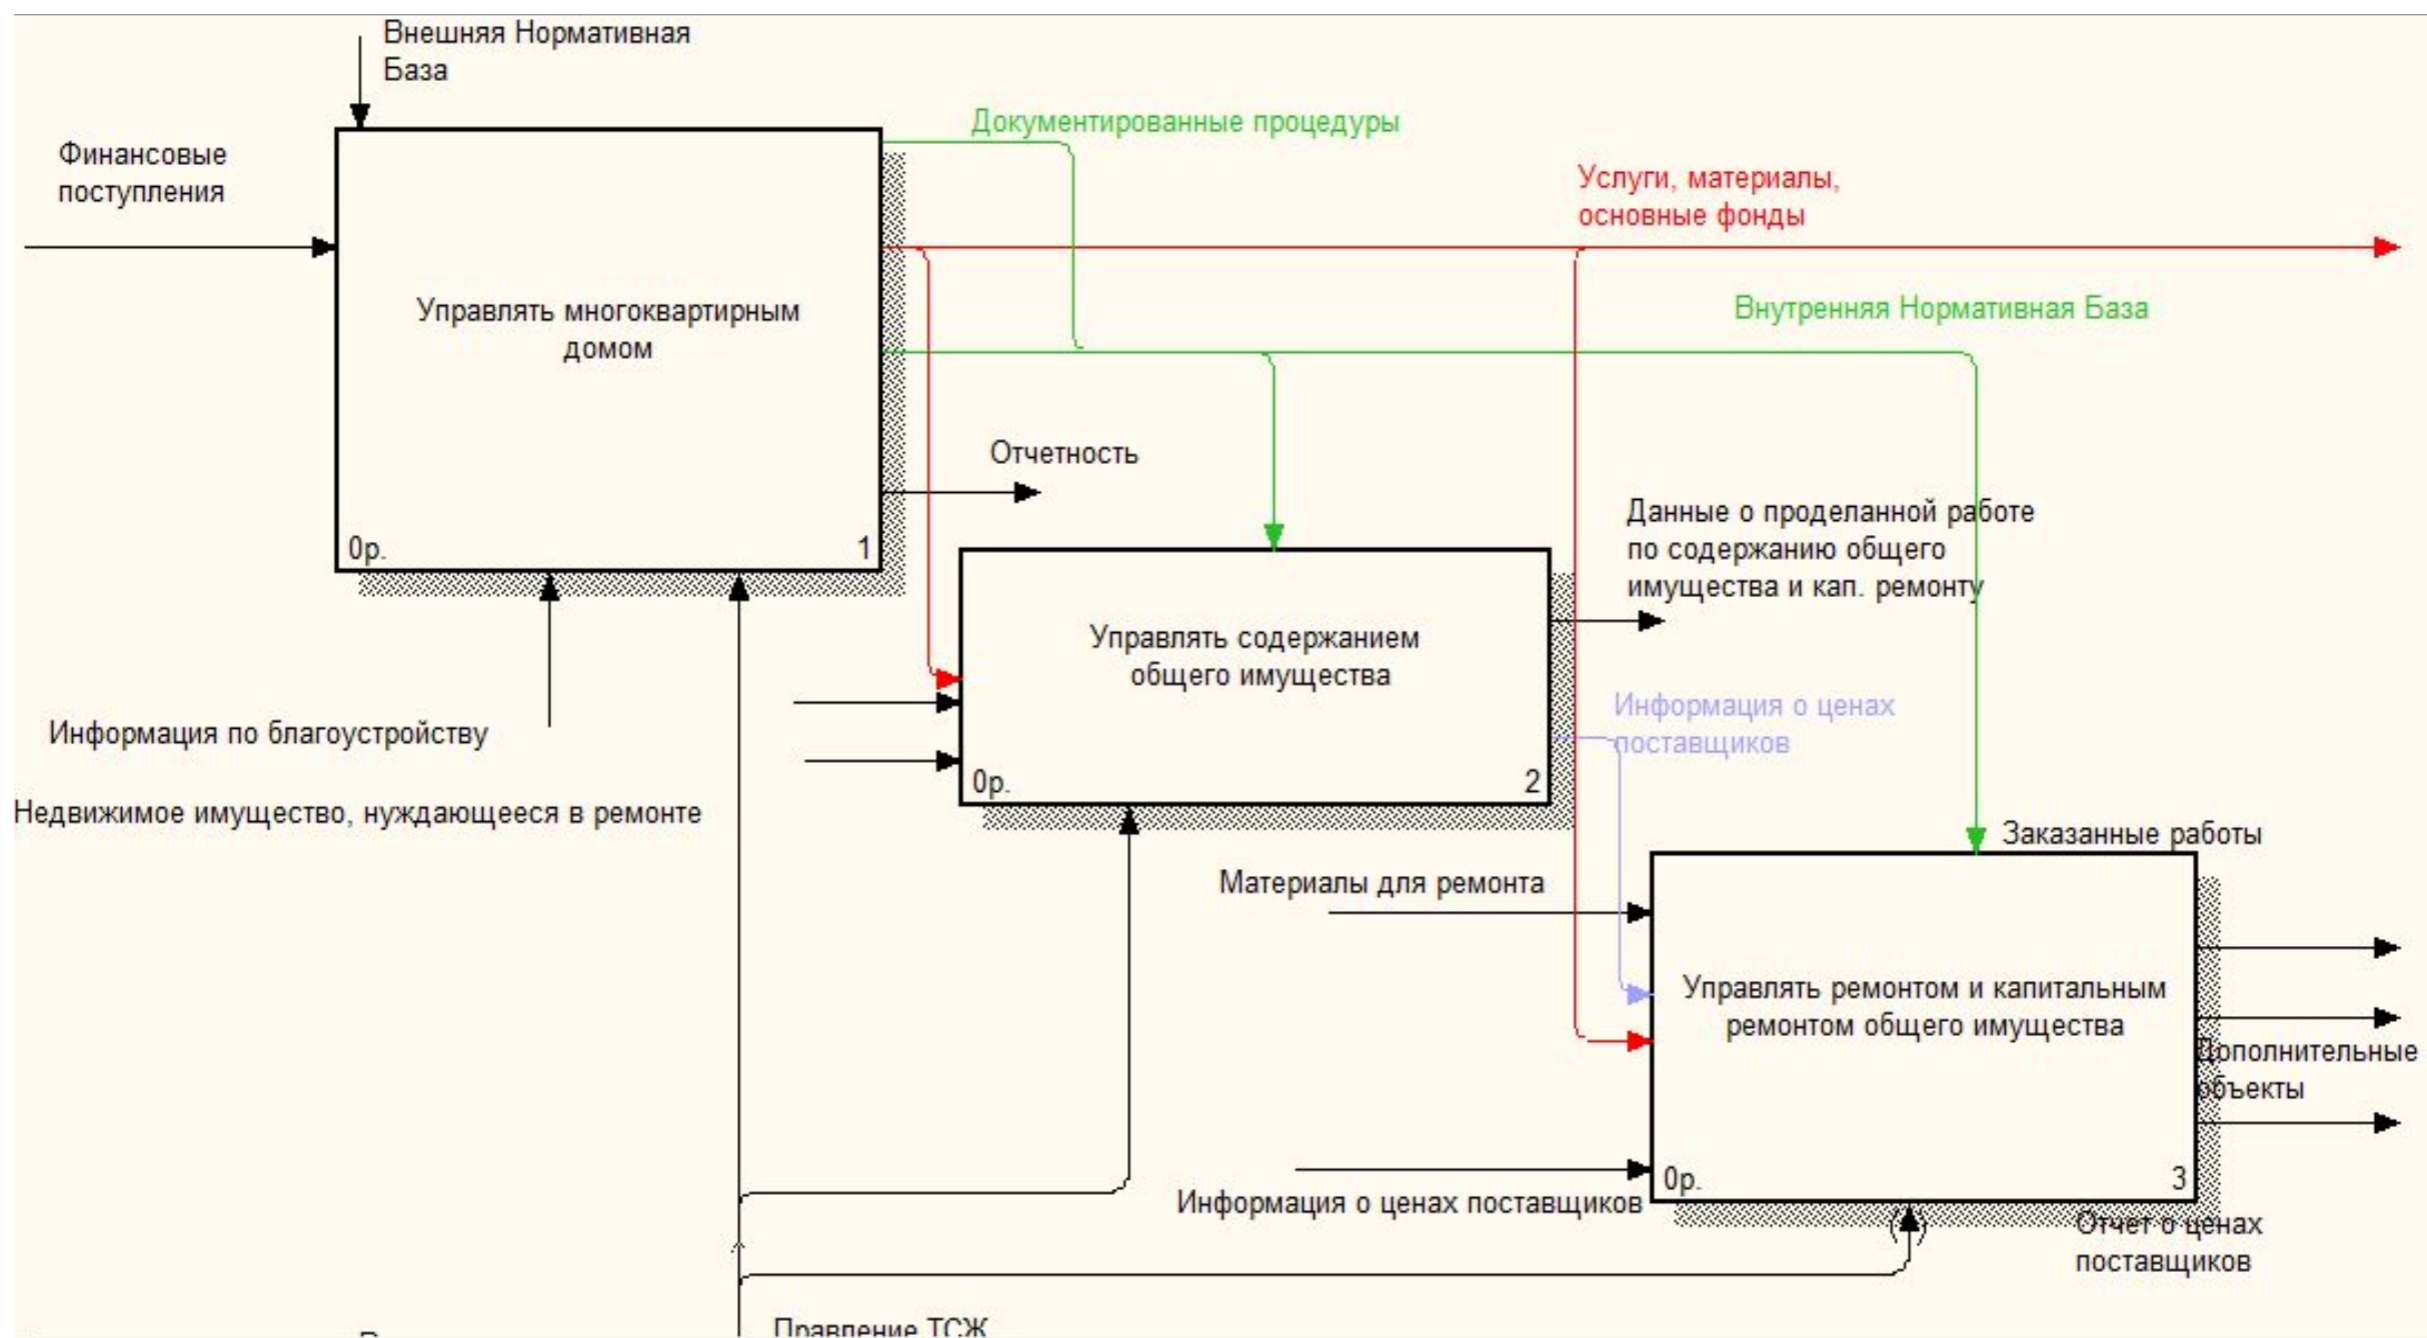 Внешняя Нормативная
База
Документированные процедуры
Финансовые
поступления
Услуги, материалы,
основные фонды
Управлять многоквартирным
домом
Внутренняя Нормативная База
Отчетность
0р.
1
Данные о проделанной работе
по содержанию общего
имущества и кап. ремонту
Управлять содержанием
общего имущества
Информация о ценах
поставщиков
Информация по благоустройству
0р.
2
Недвижимое имущество, нуждающееся в ремонте
Заказанные работы
Материалы для ремонта
Управлять ремонтом и капитальным
ремонтом общего имущества
Дополнительные
объекты
0р.
3
Информация о ценах поставщиков
Отчет о ценах
поставщиков
Правление ТСЖ